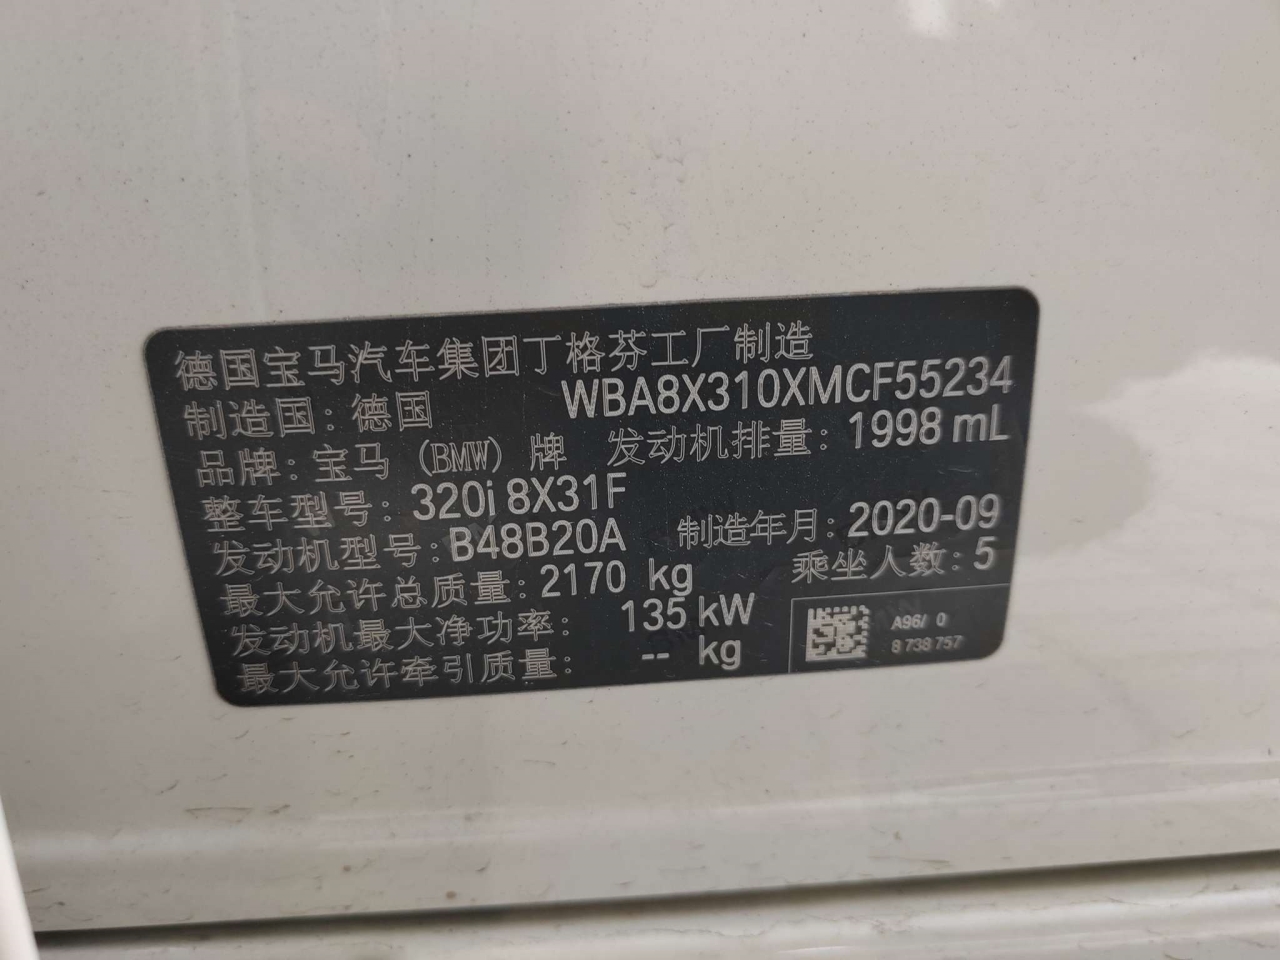 德国宝马汽车集团丁格芬工厂制造
制造国：德国 WBA8X310XMCF55234
品牌：宝马（BMW）牌 发动机排量：1998 mL
整车型号：320i 8X31F
发动机型号：B48B20A 制造年月：2020-09
最大允许总质量：2170 kg 乘坐人数：5
发动机最大净功率：135 kW
最大允许牵引质量：-- kg
A96/ 0
8 738 757